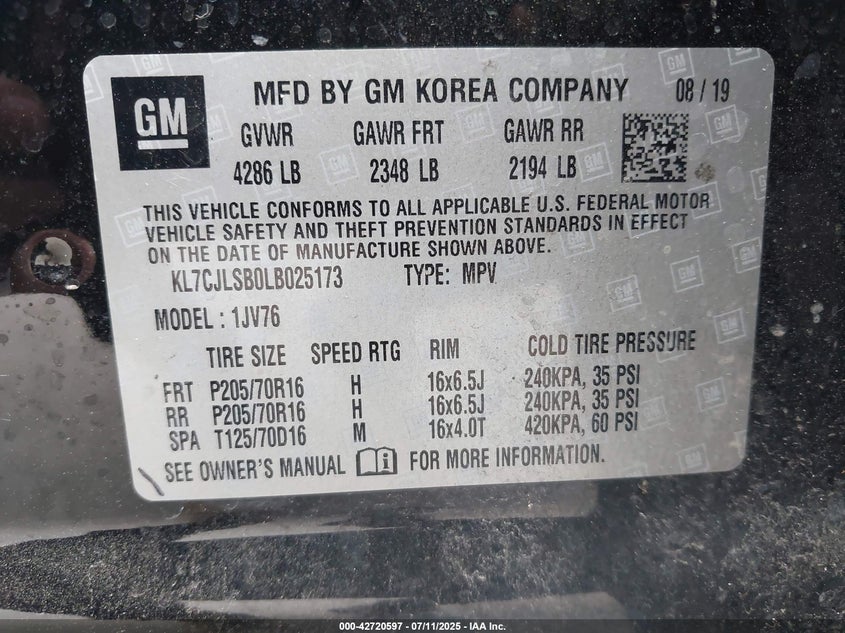 GM
MFD BY GM KOREA COMPANY 08 / 19
GVWR GAWR FRT GAWR RR
4286 LB 2348 LB 2194 LB
THIS VEHICLE CONFORMS TO ALL APPLICABLE U.S. FEDERAL MOTOR
VEHICLE SAFETY AND THEFT PREVENTION STANDARDS IN EFFECT
ON THE DATE OF MANUFACTURE SHOWN ABOVE.
KL7CJLSB0LB025173 TYPE: MPV
MODEL : 1JV76
TIRE SIZE SPEED RTG RIM COLD TIRE PRESSURE
FRT P205/70R16 H 16x6.5J 240KPA, 35 PSI
RR P205/70R16 H 16x6.5J 240KPA, 35 PSI
SPA T125/70D16 M 16x4.0T 420KPA, 60 PSI
SEE OWNER'S MANUAL FOR MORE INFORMATION.
000-42720597 - 07/11/2025 - IAA Inc.